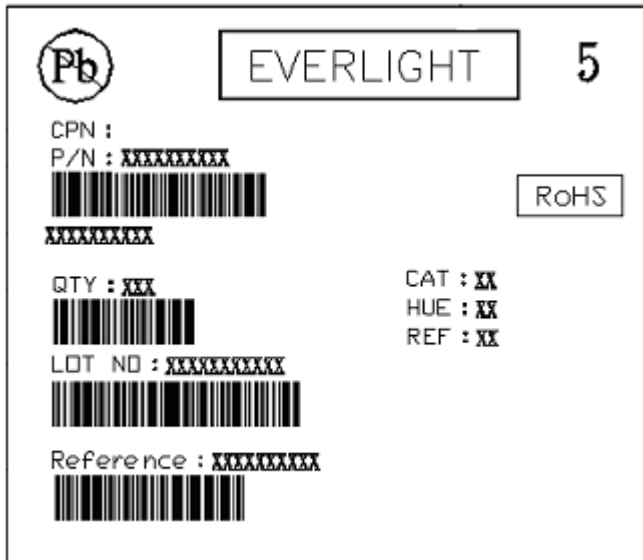 Pb
EVERLIGHT
5
CPN :
P/N : XXXXXXXXXX
RoHS
XXXXXXXXXX
QTY : XXX
CAT : XX
HUE : XX
REF : XX
LOT NO : XXXXXXXXXXX
Reference : XXXXXXXXXX